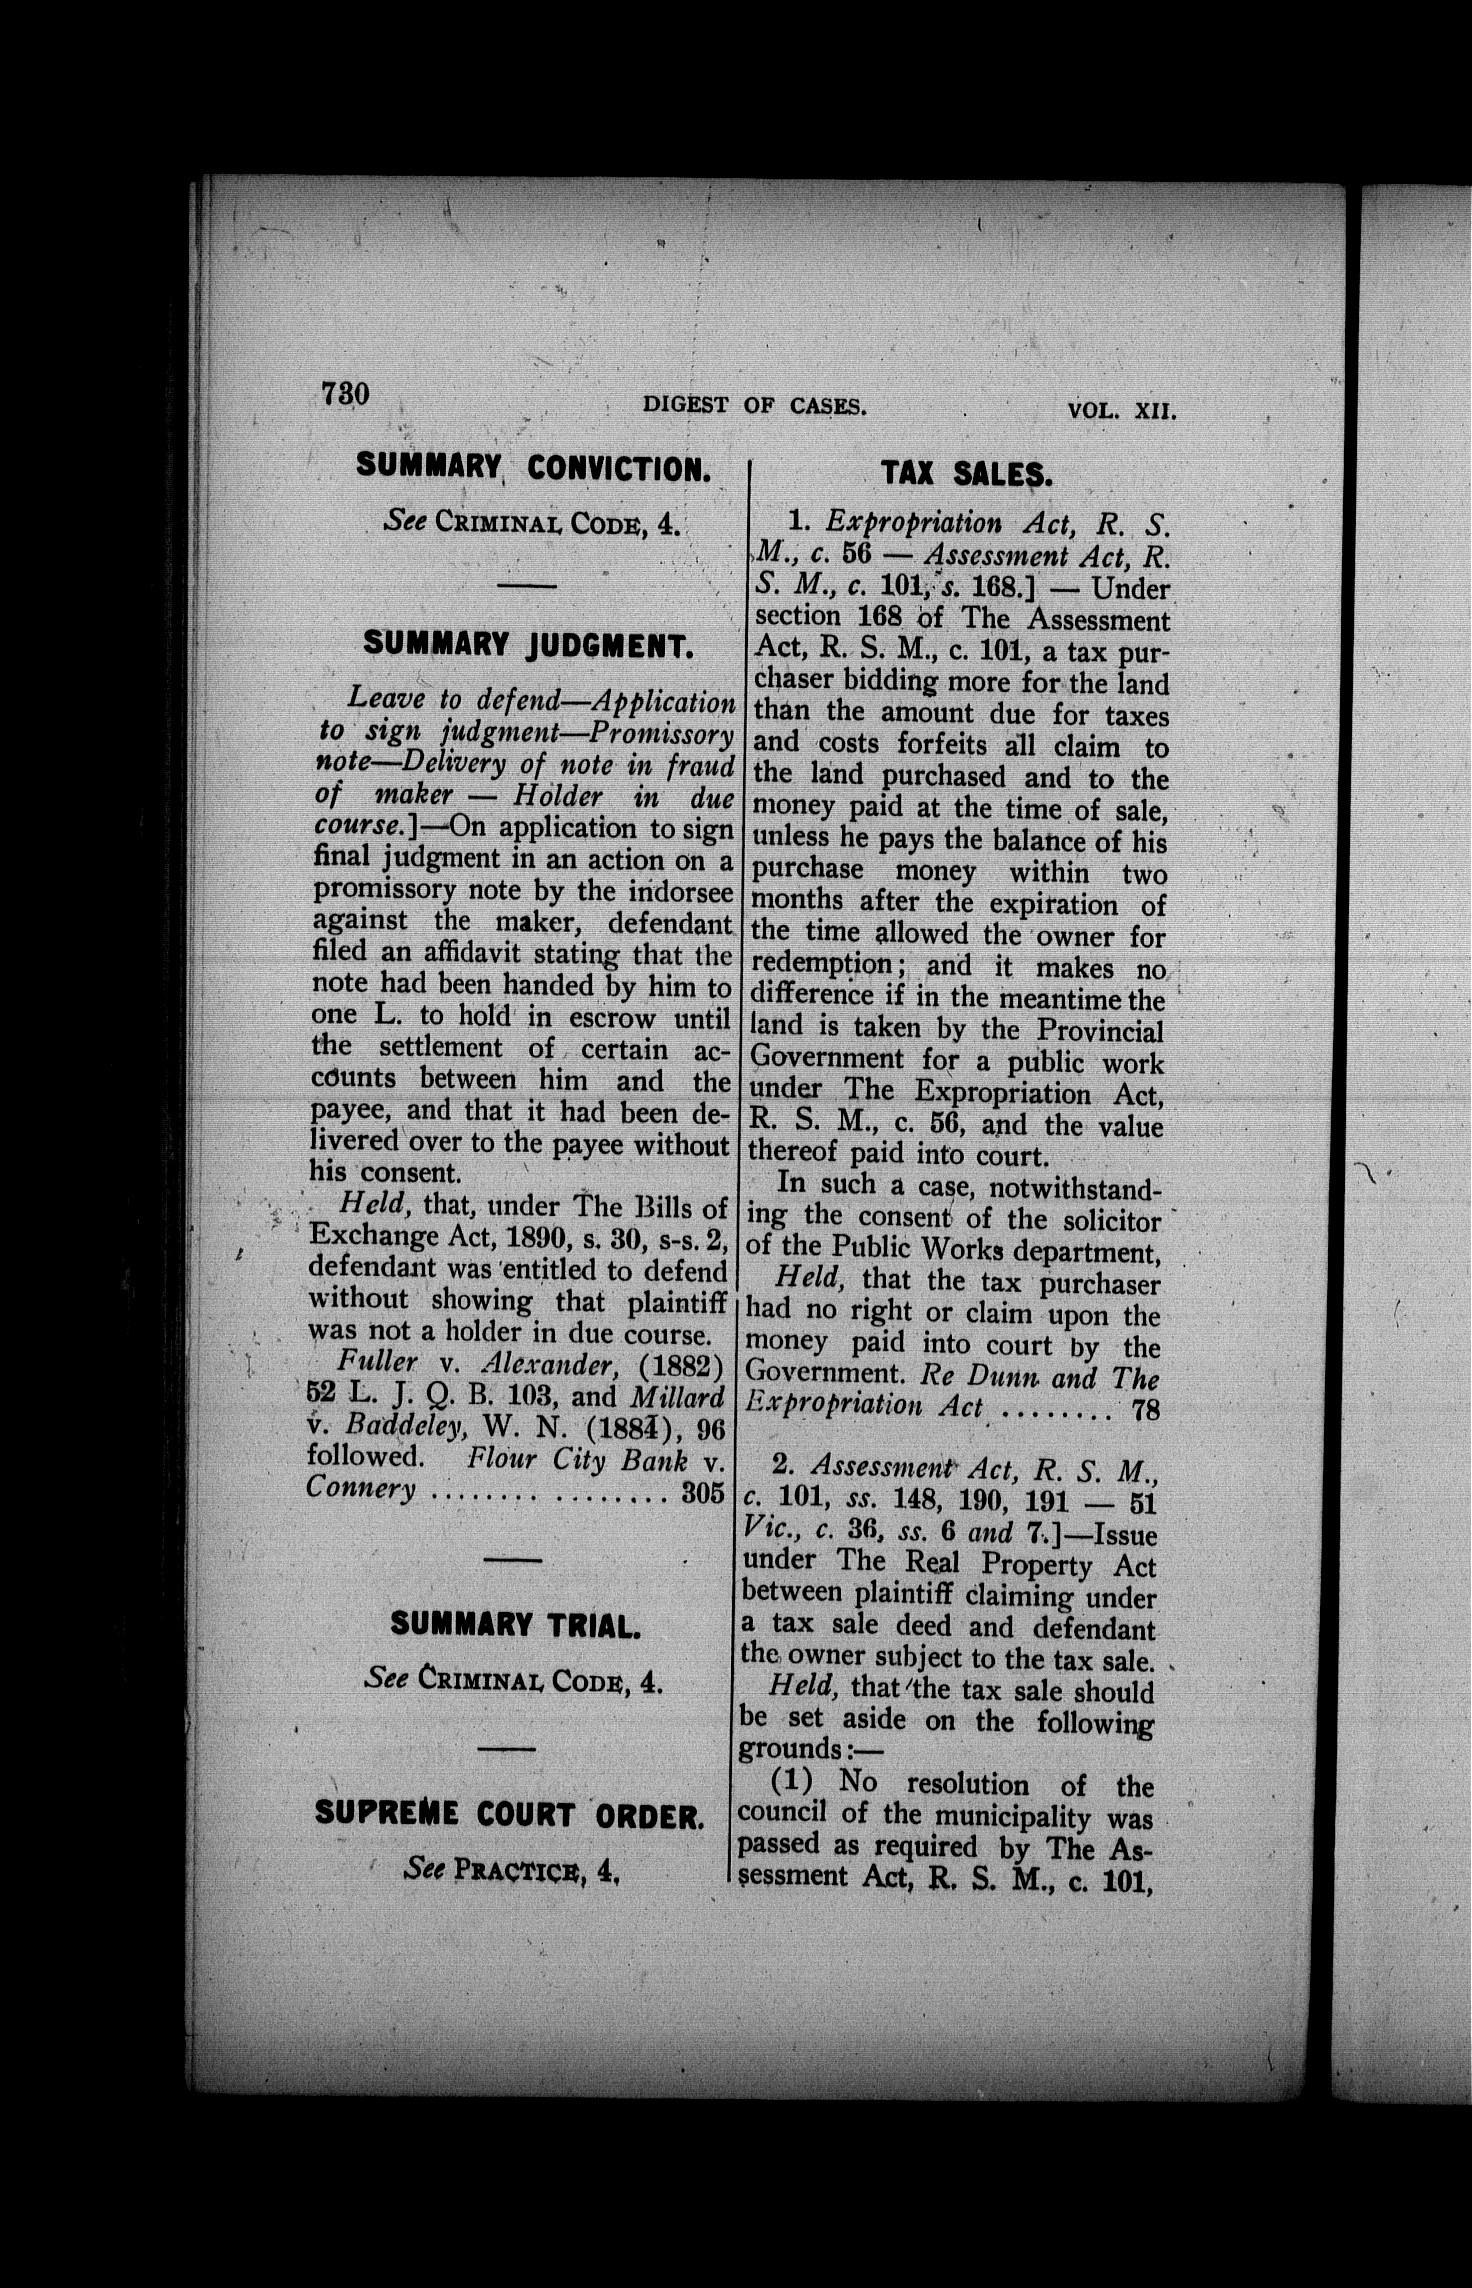 730
DIGEST OF CASES.
VOL. XII.
SUMMARY CONVICTION.
See CRIMINAL CODE, 4.
SUMMARY JUDGMENT.
Leave to defend—Application
to sign judgment—Promissory
note—Delivery of note in fraud
of maker — Holder in due
course.]—On application to sign
final judgment in an action on a
promissory note by the indorsee
against the maker, defendant
filed an affidavit stating that the
note had been handed by him to
one L. to hold in escrow until
the settlement of certain ac-
counts between him and the
payee, and that it had been de-
livered over to the payee without
his consent.
Held, that, under The Bills of
Exchange Act, 1890, s. 30, s-s. 2,
defendant was entitled to defend
without showing that plaintiff
was not a holder in due course.
Fuller v. Alexander, (1882)
52 L. J. Q. B. 103, and Millard
v. Baddeley, W. N. (1884), 96
followed. Flour City Bank v.
Connery ................. 305
SUMMARY TRIAL.
See CRIMINAL CODE, 4.
SUPREME COURT ORDER.
See PRACTICE, 4.
TAX SALES.
1. Expropriation Act, R. S.
M., c. 56 — Assessment Act, R.
S. M., c. 101, s. 168.] — Under
section 168 of The Assessment
Act, R. S. M., c. 101, a tax pur-
chaser bidding more for the land
than the amount due for taxes
and costs forfeits all claim to
the land purchased and to the
money paid at the time of sale,
unless he pays the balance of his
purchase money within two
months after the expiration of
the time allowed the owner for
redemption; and it makes no
difference if in the meantime the
land is taken by the Provincial
Government for a public work
under The Expropriation Act,
R. S. M., c. 56, and the value
thereof paid into court.
In such a case, notwithstand-
ing the consent of the solicitor
of the Public Works department,
Held, that the tax purchaser
had no right or claim upon the
money paid into court by the
Government. Re Dunn and The
Expropriation Act ........ 78
2. Assessment Act, R. S. M.,
c. 101, ss. 148, 190, 191 — 51
Vic., c. 36, ss. 6 and 7.]—Issue
under The Real Property Act
between plaintiff claiming under
a tax sale deed and defendant
the owner subject to the tax sale.
Held, that the tax sale should
be set aside on the following
grounds:—
(1) No resolution of the
council of the municipality was
passed as required by The As-
sessment Act, R. S. M., c. 101,